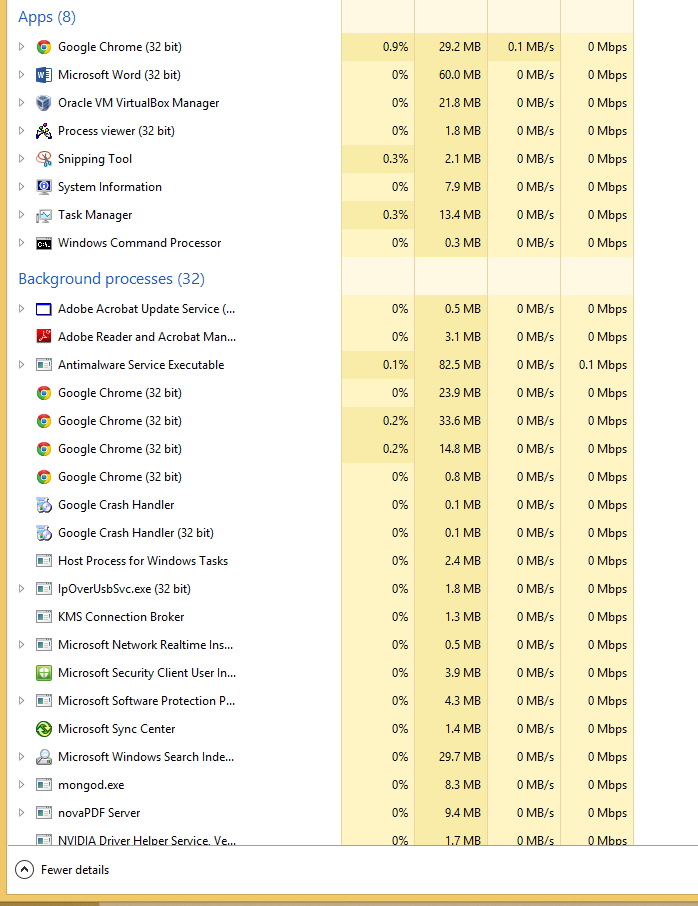 Apps (8)
Google Chrome (32 bit) 0.9% 29.2 MB 0.1 MB/s 0 Mbps
Microsoft Word (32 bit) 0% 60.0 MB 0 MB/s 0 Mbps
Oracle VM VirtualBox Manager 0% 21.8 MB 0 MB/s 0 Mbps
Process viewer (32 bit) 0% 1.8 MB 0 MB/s 0 Mbps
Snipping Tool 0.3% 2.1 MB 0 MB/s 0 Mbps
System Information 0% 7.9 MB 0 MB/s 0 Mbps
Task Manager 0.3% 13.4 MB 0 MB/s 0 Mbps
Windows Command Processor 0% 0.3 MB 0 MB/s 0 Mbps
Background processes (32)
Adobe Acrobat Update Service (... 0% 0.5 MB 0 MB/s 0 Mbps
Adobe Reader and Acrobat Man... 0% 3.1 MB 0 MB/s 0 Mbps
Antimalware Service Executable 0.1% 82.5 MB 0 MB/s 0.1 Mbps
Google Chrome (32 bit) 0% 23.9 MB 0 MB/s 0 Mbps
Google Chrome (32 bit) 0.2% 33.6 MB 0 MB/s 0 Mbps
Google Chrome (32 bit) 0.2% 14.8 MB 0 MB/s 0 Mbps
Google Chrome (32 bit) 0% 0.8 MB 0 MB/s 0 Mbps
Google Crash Handler 0% 0.1 MB 0 MB/s 0 Mbps
Google Crash Handler (32 bit) 0% 0.1 MB 0 MB/s 0 Mbps
Host Process for Windows Tasks 0% 2.4 MB 0 MB/s 0 Mbps
IpOverUsbSvc.exe (32 bit) 0% 1.8 MB 0 MB/s 0 Mbps
KMS Connection Broker 0% 1.3 MB 0 MB/s 0 Mbps
Microsoft Network Realtime Ins... 0% 0.5 MB 0 MB/s 0 Mbps
Microsoft Security Client User In... 0% 3.9 MB 0 MB/s 0 Mbps
Microsoft Software Protection P... 0% 4.3 MB 0 MB/s 0 Mbps
Microsoft Sync Center 0% 1.4 MB 0 MB/s 0 Mbps
Microsoft Windows Search Inde... 0% 29.7 MB 0 MB/s 0 Mbps
mongod.exe 0% 8.3 MB 0 MB/s 0 Mbps
novaPDF Server 0% 9.4 MB 0 MB/s 0 Mbps
NVIDIA Driver Helper Service, Ve... 0% 1.7 MB 0 MB/s 0 Mbps
Fewer details